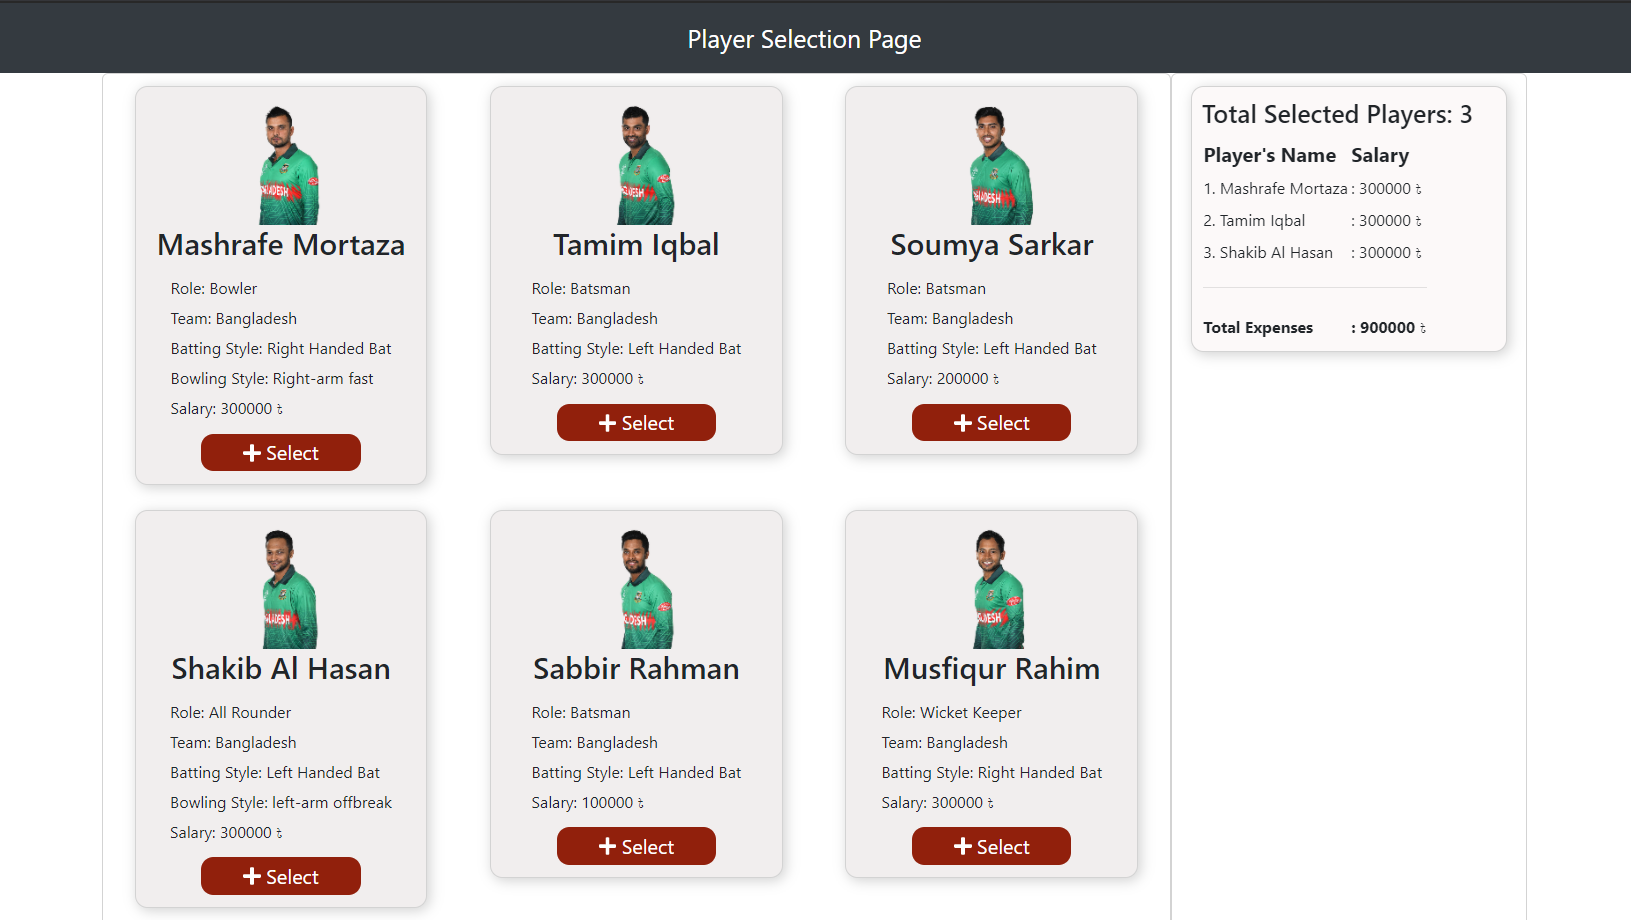 Player Selection Page
Mashrafe Mortaza
Role: Bowler
Team: Bangladesh
Batting Style: Right Handed Bat
Bowling Style: Right-arm fast
Salary: 300000 ৳
Select
Tamim Iqbal
Role: Batsman
Team: Bangladesh
Batting Style: Left Handed Bat
Salary: 300000 ৳
Select
Soumya Sarkar
Role: Batsman
Team: Bangladesh
Batting Style: Left Handed Bat
Salary: 200000 ৳
Select
Shakib Al Hasan
Role: All Rounder
Team: Bangladesh
Batting Style: Left Handed Bat
Bowling Style: left-arm offbreak
Salary: 300000 ৳
Select
Sabbir Rahman
Role: Batsman
Team: Bangladesh
Batting Style: Left Handed Bat
Salary: 100000 ৳
Select
Musfiqur Rahim
Role: Wicket Keeper
Team: Bangladesh
Batting Style: Right Handed Bat
Salary: 300000 ৳
Select
Total Selected Players: 3
Player's Name Salary
1. Mashrafe Mortaza : 300000 ৳
2. Tamim Iqbal : 300000 ৳
3. Shakib Al Hasan : 300000 ৳
Total Expenses : 900000 ৳